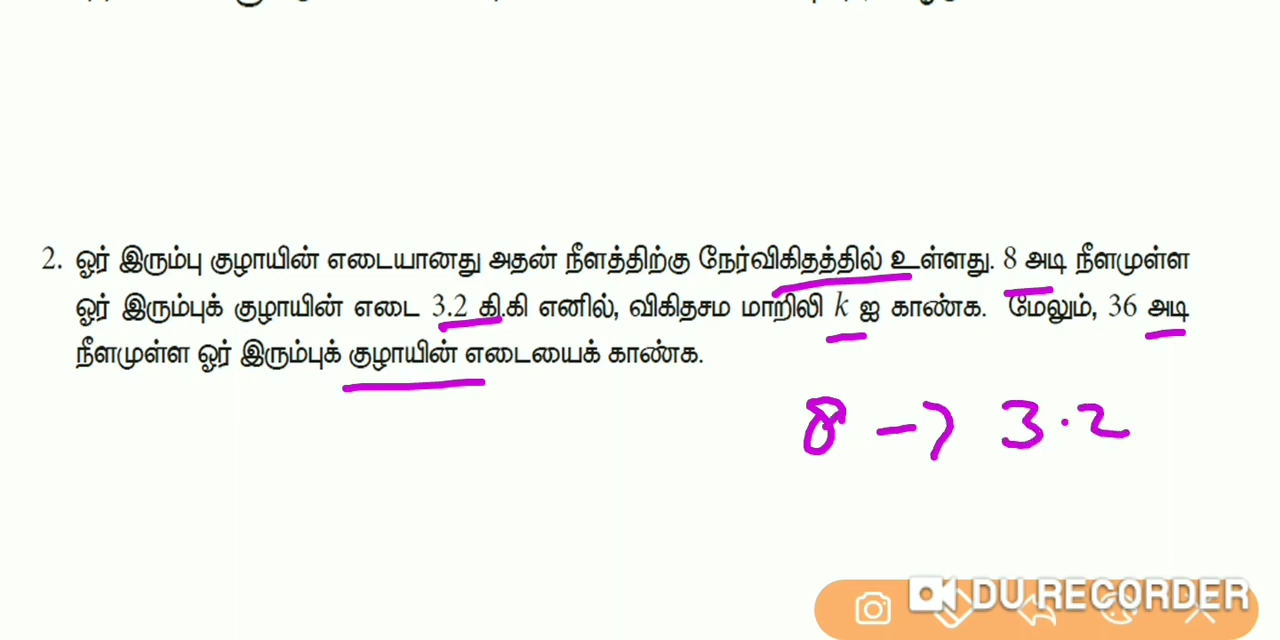 2. ஓர் இரும்பு குழாயின் எடையானது அதன் நீளத்திற்கு நேர்விகிதத்தில் உள்ளது. 8 அடி நீளமுள்ள
ஓர் இரும்புக் குழாயின் எடை 3.2 கி.கி எனில், விகிதசம மாறிலி k ஐ காண்க. மேலும், 36 அடி
நீளமுள்ள ஓர் இரும்புக் குழாயின் எடையைக் காண்க.
8 → 3.2
DU RECORDER